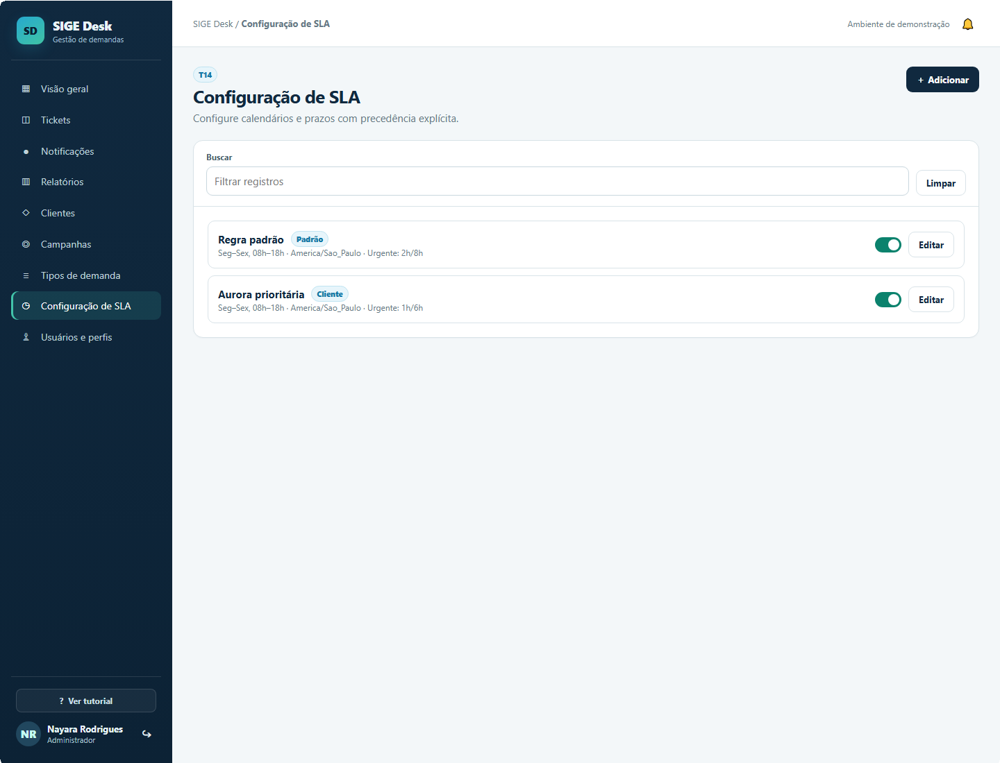 SD
SIGE Desk
Gestão de demandas
Visão geral
Tickets
Notificações
Relatórios
Clientes
Campanhas
Tipos de demanda
Configuração de SLA
Usuários e perfis
? Ver tutorial
NR
Nayara Rodrigues
Administrador
SIGE Desk / Configuração de SLA
Ambiente de demonstração
T14
Configuração de SLA
Configure calendários e prazos com precedência explícita.
+ Adicionar
Buscar
Filtrar registros
Limpar
Regra padrão Padrão
Seg–Sex, 08h–18h · America/Sao_Paulo · Urgente: 2h/8h
Editar
Aurora prioritária Cliente
Seg–Sex, 08h–18h · America/Sao_Paulo · Urgente: 1h/6h
Editar